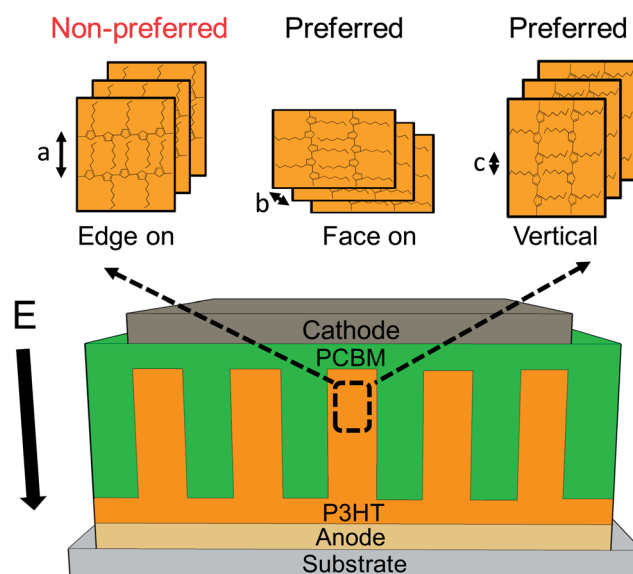 Non-preferred Preferred Preferred
a
b
c
Edge on Face on Vertical
E
Cathode
PCBM
P3HT
Anode
Substrate